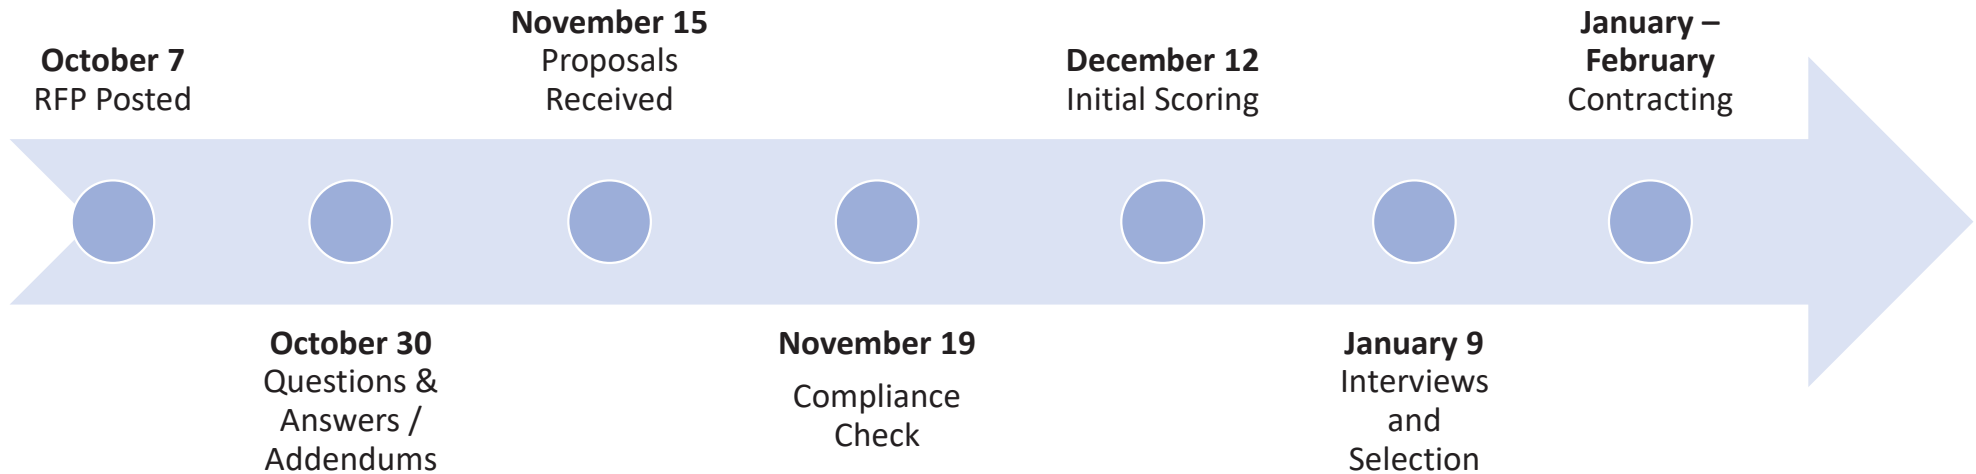 October 7
RFP Posted
October 30
Questions &
Answers /
Addendums
November 15
Proposals
Received
November 19
Compliance
Check
December 12
Initial Scoring
January 9
Interviews
and
Selection
January –
February
Contracting